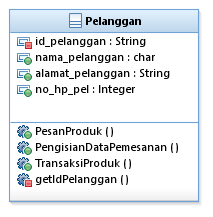 Pelanggan
id_pelanggan : String
nama_pelanggan : char
alamat_pelanggan : String
no_hp_pel : Integer
PesanProduk ()
PengisianDataPemesanan ()
TransaksiProduk ()
getIdPelanggan ()